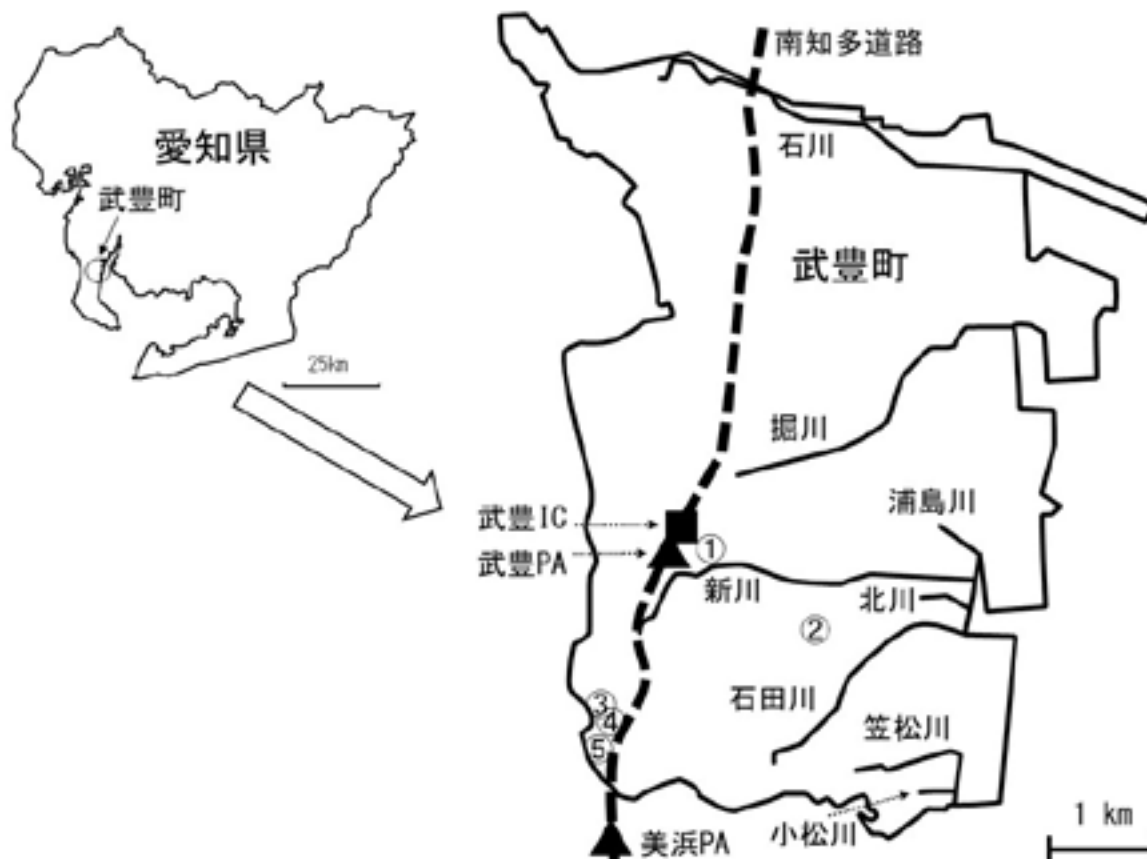 愛知県
武豊町
25km
南知多道路
石川
武豊町
掘川
浦島川
武豊IC
武豊PA
①
新川
北川
②
石田川
③
④
⑤
笠松川
小松川
美浜PA
1 km